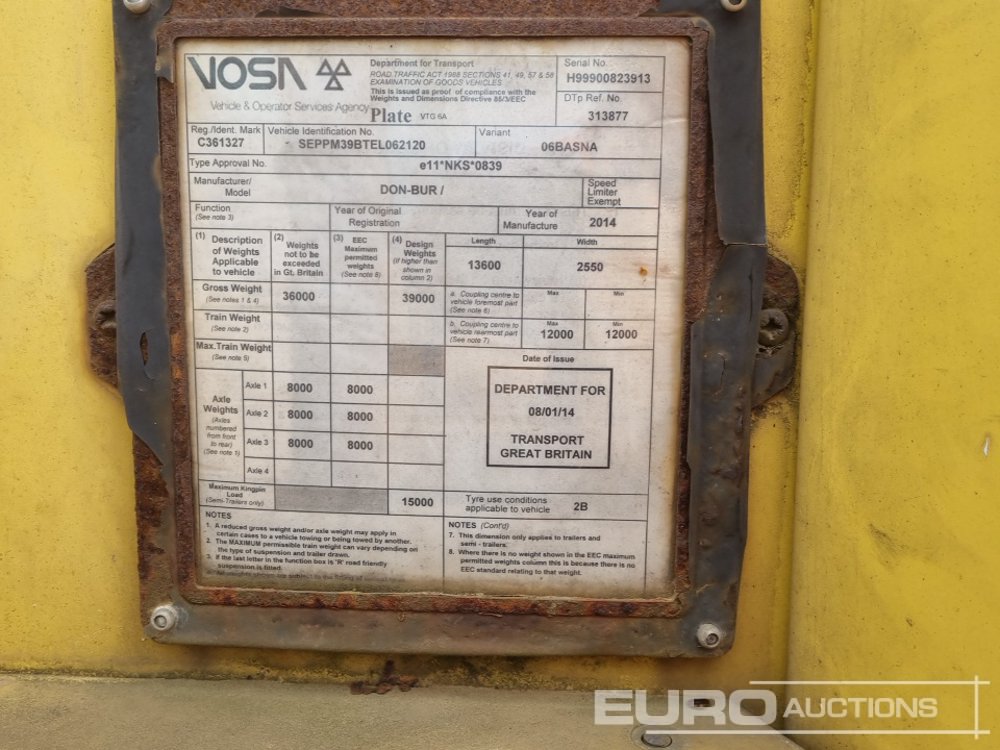 VOSA
Vehicle & Operator Services Agency
Department for Transport
ROAD TRAFFIC ACT 1988 SECTIONS 41, 49, 57 & 58
EXAMINATION OF GOODS VEHICLES
This is issued as proof of compliance with the
Weights and Dimensions Directive 85/3/EEC
Plate VTG 6A
Serial No.
H99900823913
DTp Ref. No.
313877
Reg./Ident. Mark
C361327
Vehicle Identification No.
SEPPM39BTEL062120
Variant
06BASNA
Type Approval No.
e11*NKS*0839
Manufacturer/
Model
DON-BUR /
Speed
Limiter
Exempt
Function
(See note 3)
Year of Original
Registration
Year of
Manufacture
2014
(1) Description
of Weights
Applicable
to vehicle
(2) Weights
not to be
exceeded
in Gt. Britain
(3) EEC
Maximum
permitted
weights
(See note 8)
(4) Design
Weights
(if higher than
shown in
column 2)
Length
Width
13600
2550
Gross Weight
(See notes 1 & 4)
36000
39000
a. Coupling centre to
vehicle foremost part
(See note 6)
Max
Min
Train Weight
(See note 2)
b. Coupling centre to
vehicle rearmost part
(See note 7)
Max
12000
Min
12000
Max. Train Weight
(See note 5)
Date of Issue
DEPARTMENT FOR
08/01/14
TRANSPORT
GREAT BRITAIN
Axle
Weights
(Axles
numbered
from front
to rear)
(See note 1)
Axle 1 8000 8000
Axle 2 8000 8000
Axle 3 8000 8000
Axle 4
Maximum Kingpin
Load
(Semi-Trailers only)
15000
Tyre use conditions
applicable to vehicle
2B
NOTES
1. A reduced gross weight and/or axle weight may apply in
certain cases to a vehicle towing or being towed by another.
2. The MAXIMUM permissible train weight can vary depending on
the type of suspension and trailer drawn.
3. If the last letter in the function box is 'R' road friendly
suspension is fitted.
NOTES (Cont'd)
7. This dimension only applies to trailers and
semi - trailers.
8. Where there is no weight shown in the EEC maximum
permitted weights column this is because there is no
EEC standard relating to that weight.
EURO AUCTIONS